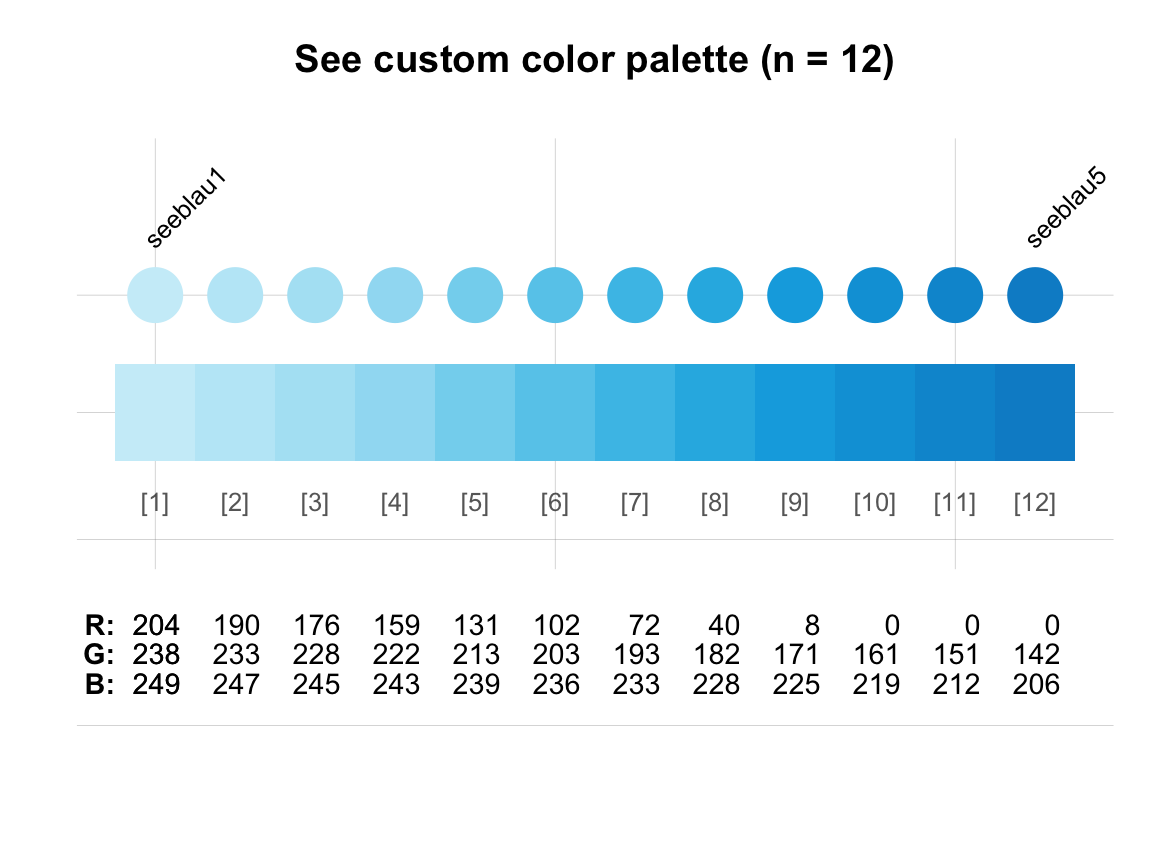 See custom color palette (n = 12)
seeblau1 seeblau5
[1] [2] [3] [4] [5] [6] [7] [8] [9] [10] [11] [12]
R: 204 190 176 159 131 102 72 40 8 0 0 0
G: 238 233 228 222 213 203 193 182 171 161 151 142
B: 249 247 245 243 239 236 233 228 225 219 212 206